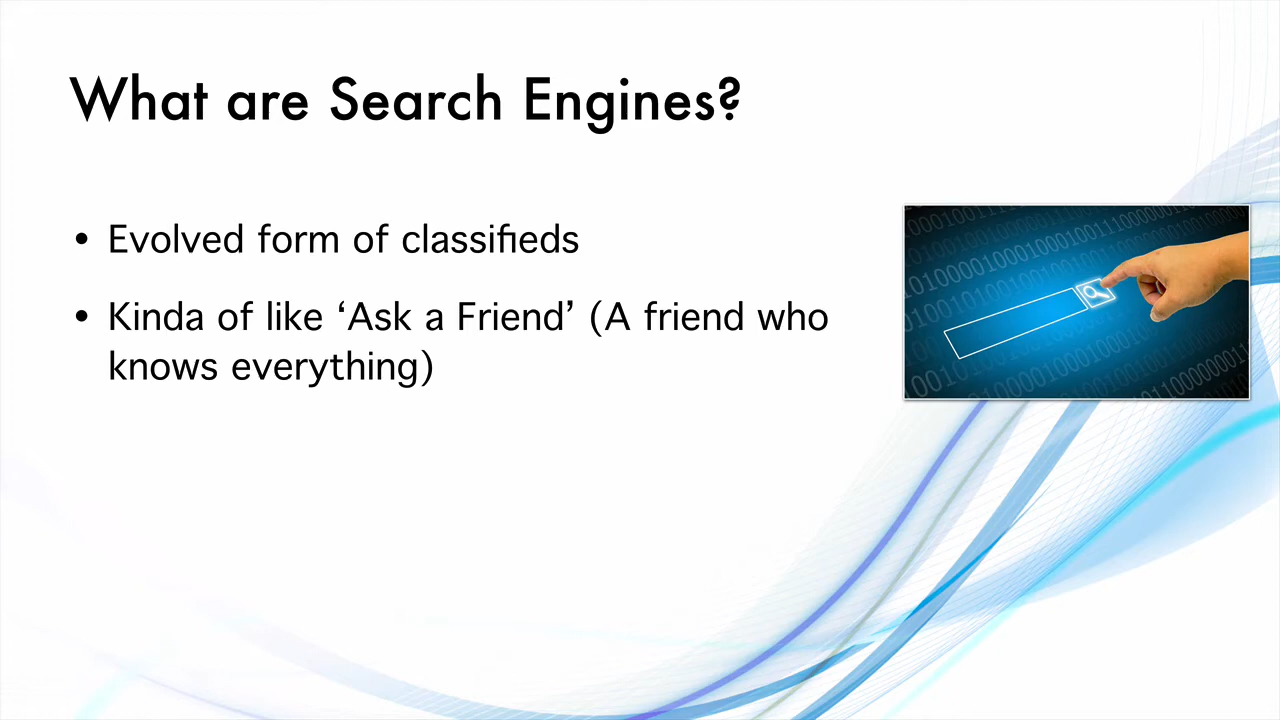 What are Search Engines?
• Evolved form of classifieds
• Kinda of like ‘Ask a Friend’ (A friend who
knows everything)